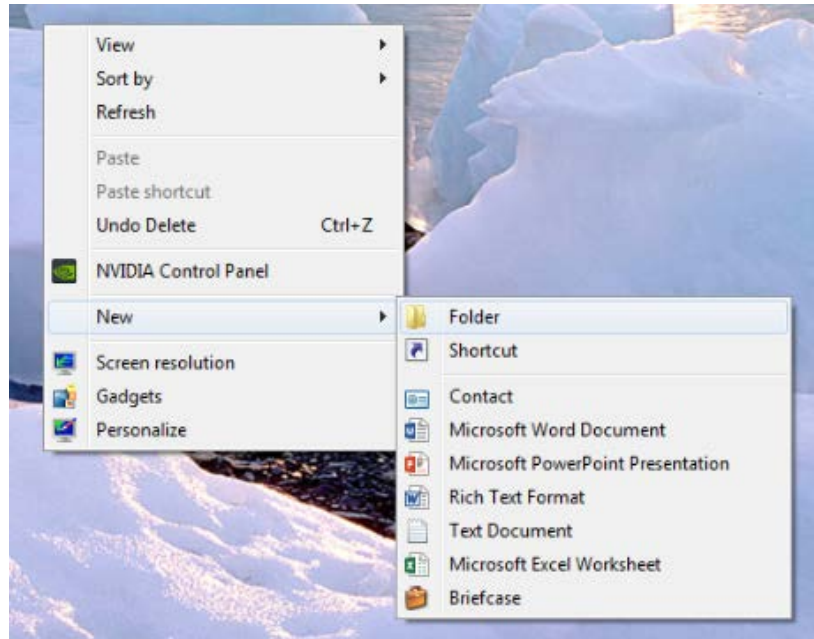 View
Sort by
Refresh
Paste
Paste shortcut
Undo Delete Ctrl+Z
NVIDIA Control Panel
New
Screen resolution
Gadgets
Personalize
Folder
Shortcut
Contact
Microsoft Word Document
Microsoft PowerPoint Presentation
Rich Text Format
Text Document
Microsoft Excel Worksheet
Briefcase